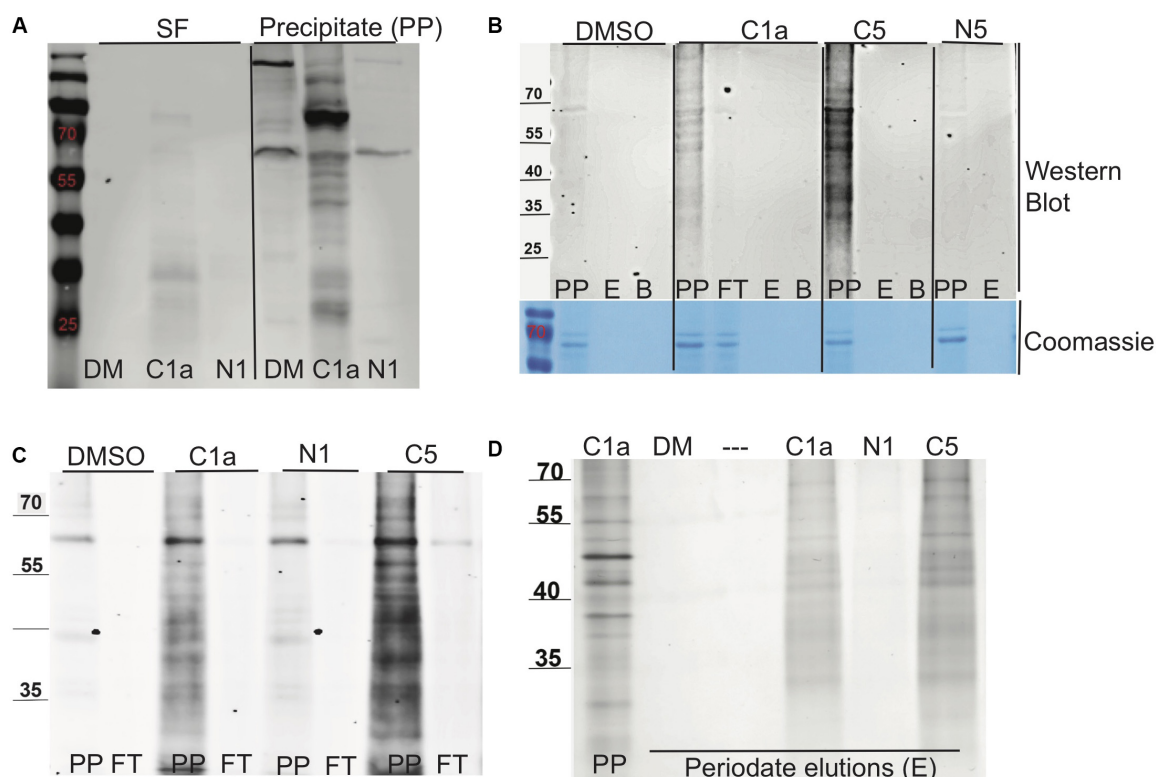 A
SF Precipitate (PP)
70
55
25
DM C1a N1 DM C1a N1
B
DMSO C1a C5 N5
70
55
40
35
25
Western
Blot
PP E B PP FT E B PP E B PP E
70
Coomassie
C
DMSO C1a N1 C5
70
55
35
PP FT PP FT PP FT PP FT
D
C1a DM --- C1a N1 C5
70
55
40
35
PP Periodate elutions (E)